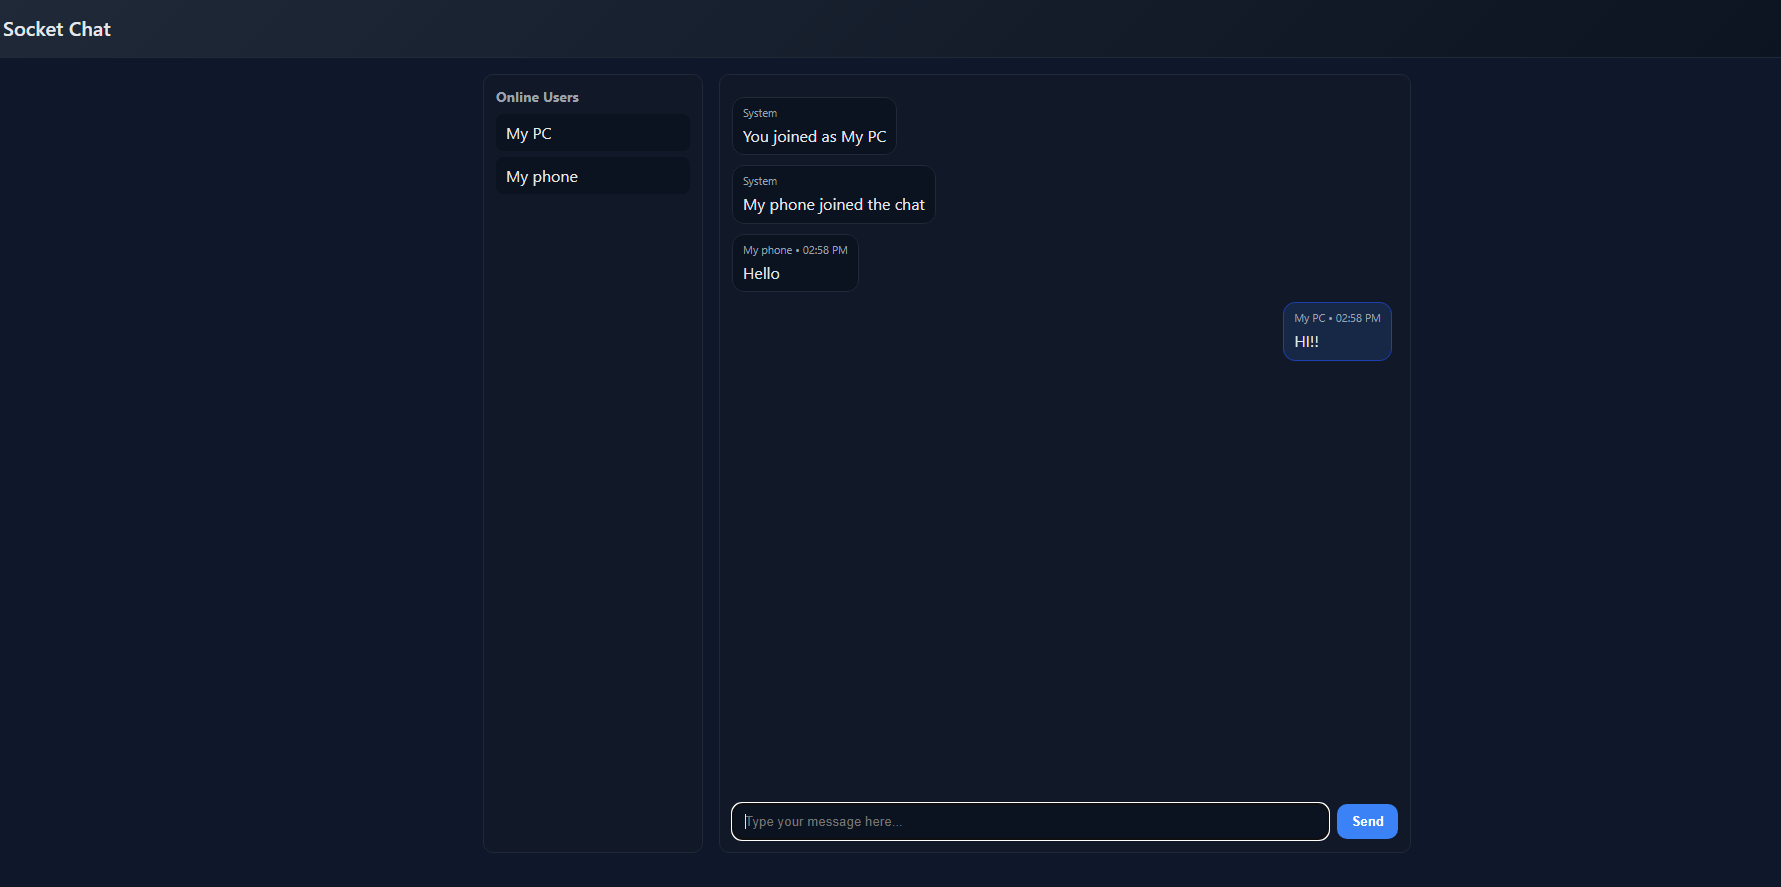 Socket Chat
Online Users
My PC
My phone
System
You joined as My PC
System
My phone joined the chat
My phone • 02:58 PM
Hello
My PC • 02:58 PM
HI!!
Type your message here...
Send